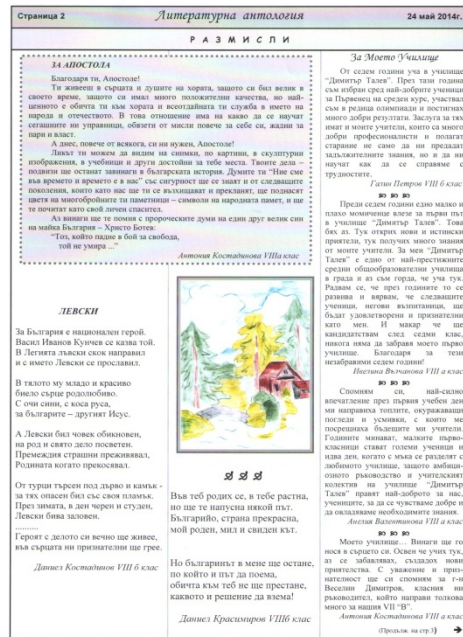 Страница 2
Литературна антология
24 май 2014г.
РАЗМИСЛИ
ЗА АПОСТОЛА
Благодаря ти, Апостоле!
Ти живееш в сърцата и душите на хората, защото си бил велик в
своето време, защото си имал много положителни качества, но най-
ценното е обичта ти към хората и всеотдайната ти служба в името на
народа и отечеството. В това отношение има на какво да се научат
сегашните ни управници, обзети от мисли повече за себе си, жадни за
пари и власт.
А днес, повече от всякога, си ни нужен, Апостоле!
Ликът ти можем да видим на снимки, по картини, в скулптурни
изображения, в учебници и други достойни за тебе места. Твоите дела –
подвизи ще останат завинаги в българската история. Думите ти "Ние сме
във времето и времето е в нас" със сигурност ще се знаят и от следващите
поколения, които като нас ще ти се възхищават и прекланят, ще поднасят
цветя на многобройните ти паметници – символи на народната памет, и ще
те почитат като свой личен спасител.
Аз винаги ще те помня с пророческите думи на един друг велик син
на майка България – Христо Ботев:
"Тоз, който падне в бой за свобода,
той не умира ..."
Антония Костадинова VIIIа клас
ЛЕВСКИ
За България е национален герой.
Васил Иванов Кунчев се казва той.
В Легията лъвски скок направил
и с името Левски се прославил.
В тялото му младо и красиво
биело сърце родолюбиво.
С очи сини, с коса руса,
за българите – другият Исус.
А Левски бил човек обикновен,
на род и свято дело посветен.
Премеждия страшни преживявал,
Родината когато прекосявал.
От турци търсен под дърво и камък -
за тях опасен бил със своя пламък.
През зимата, в ден черен и студен,
Левски бива заловен.
..........
Героят с делото си вечно ще живее,
във сърцата ни признателни ще грее.
Даниел Костадинов VIII б клас
Във теб родих се, в тебе растна,
но ще те напусна някой път.
Българийо, страна прекрасна,
мой роден, мил и свиден кът.
Но българинът в мене ще остане,
по който и път да поема,
обичта към теб не ще престане,
каквото и решение да взема!
Даниел Красимиров VIIIб клас
За Моето Училище
От седем години уча в училище
"Димитър Талев". През тази година
съм избран сред най-добрите ученици
за Първенец на среден курс, участвал
съм в редица олимпиади и постигнах
много добри резултати. Заслуга за тях
имат и моите учители, които са много
добри професионалисти и полагат
старание не само да ни предадат
задължителните знания, но и да ни
научат как да се справяме с
трудностите.
Гатин Петров VIII б клас
Преди седем години едно малко и
плахо момиченце влезе за първи път
в училище "Димитър Талев". Това
бях аз. Тук открих нови и истински
приятели, тук получих много знания
от моите учители. За мен "Димитър
Талев" е едно от най-престижните
средни общообразователни училища
в града и аз съм горда, че уча тук.
Радвам се, че през годините то се
развива и вярвам, че следващите
ученици, негови възпитаници, ще
бъдат удовлетворени и признателни
като мен. И макар че ще
кандидатствам след седми клас,
никога няма да забравя моето първо
училище. Благодаря за тези
незабравими седем години!
Ивелина Вълчанова VIII а клас
Спомням си, най-силно
впечатление през първия учебен ден
ми направиха топлите, окуражаващи
погледи и усмивки, с които ме
посрещнаха бъдещите ми учители.
Годините минават, малките първо-
класници стават големи ученици и
идва ден, когато с мъка се разделят с
любимото училище, защото амбици-
озното ръководство и учителският
колектив на училище "Димитър
Талев" правят най-доброто за нас,
учениците, за да се чувстваме добре и
да овладяваме необходимите знания.
Анелия Валентинова VIII а клас
Моето училище… Винаги ще го
нося в сърцето си. Освен че учих тук,
аз се забавлявах, създадох нови
приятелства. С уважение и приз-
нателност ще си спомням за г-н
Веселин Димитров, класния ни
ръководител, който направи толкова
много за нашия VII "В".
Антония Костадинова VIII а клас
(Продълж. на стр.3)